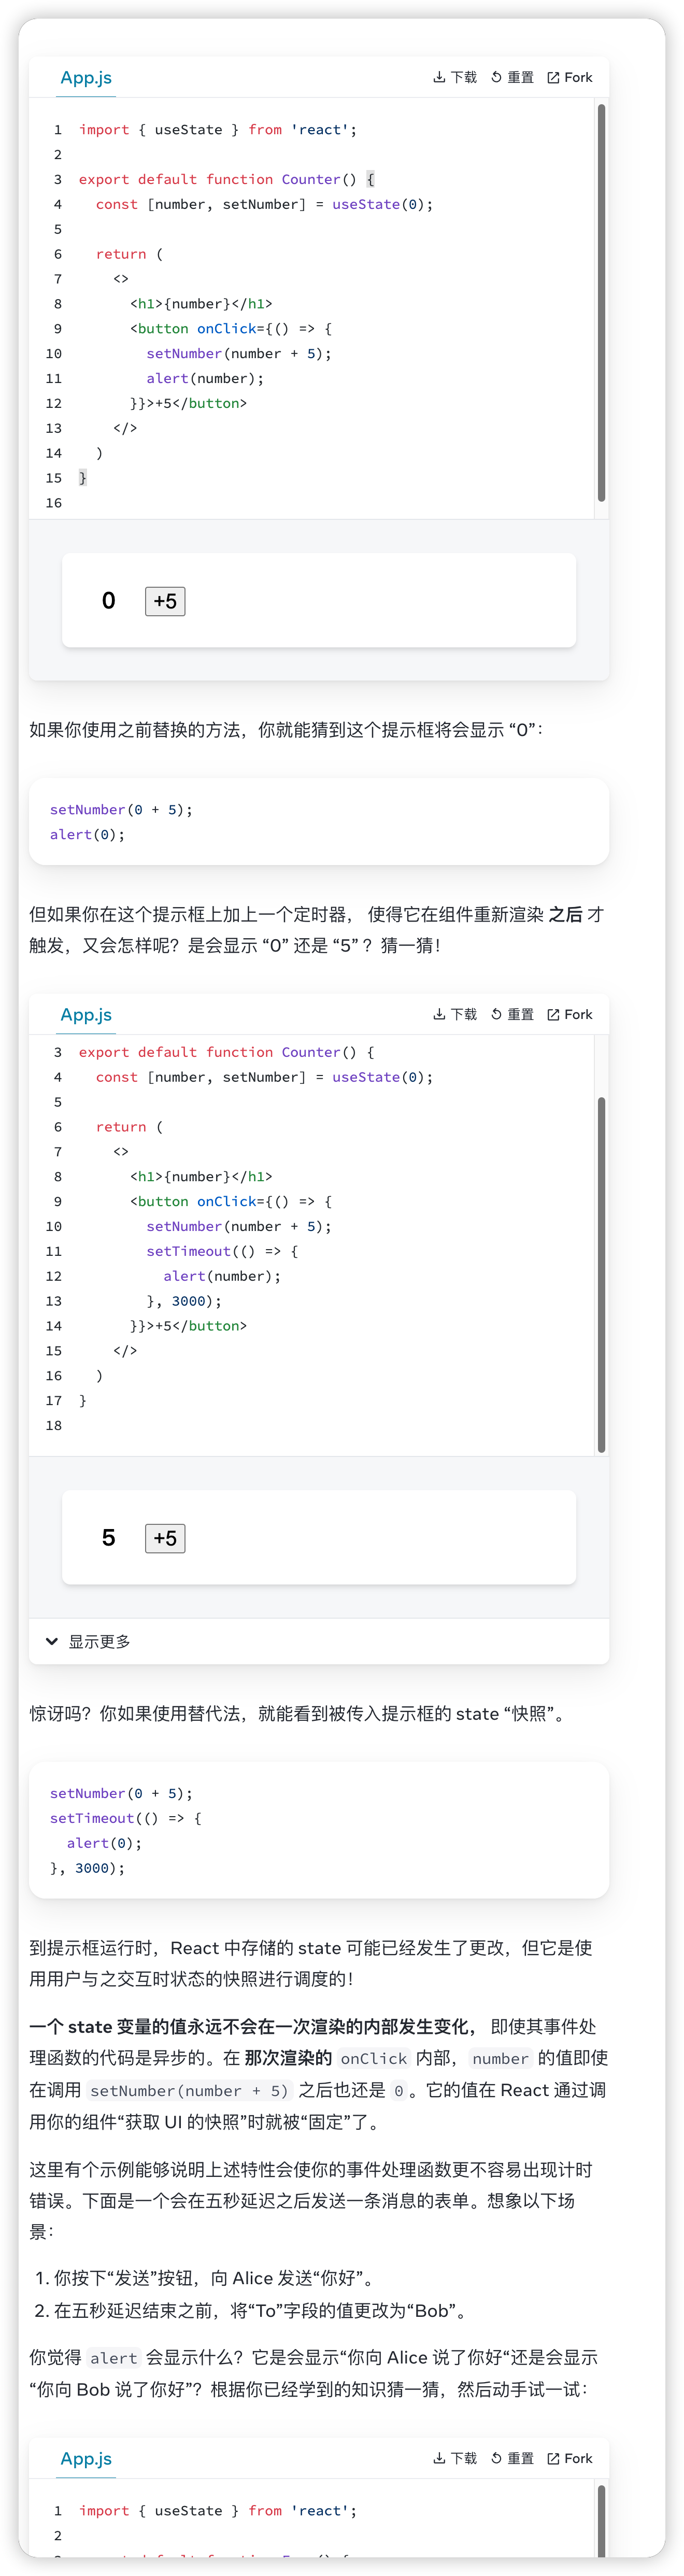 App.js
下载 重置 Fork
1 import { useState } from 'react';
2
3 export default function Counter() {
4 const [number, setNumber] = useState(0);
5
6 return (
7 <>
8 <h1>{number}</h1>
9 <button onClick={() => {
10 setNumber(number + 5);
11 alert(number);
12 }}>+5</button>
13 </>
14 )
15 }
16
0 +5
如果你使用之前替换的方法，你就能猜到这个提示框将会显示 “0”：
setNumber(0 + 5);
alert(0);
但如果你在这个提示框上加上一个定时器， 使得它在组件重新渲染 之后 才
触发，又会怎样呢？是会显示 “0” 还是 “5” ？猜一猜！
App.js
下载 重置 Fork
3 export default function Counter() {
4 const [number, setNumber] = useState(0);
5
6 return (
7 <>
8 <h1>{number}</h1>
9 <button onClick={() => {
10 setNumber(number + 5);
11 setTimeout(() => {
12 alert(number);
13 }, 3000);
14 }}>+5</button>
15 </>
16 )
17 }
18
5 +5
显示更多
惊讶吗？你如果使用替代法，就能看到被传入提示框的 state “快照”。
setNumber(0 + 5);
setTimeout(() => {
alert(0);
}, 3000);
到提示框运行时，React 中存储的 state 可能已经发生了更改，但它是使
用用户与之交互时状态的快照进行调度的！
一个 state 变量的值永远不会在一次渲染的内部发生变化， 即使其事件处
理函数的代码是异步的。在 那次渲染的 onClick 内部，number 的值即使
在调用 setNumber(number + 5) 之后也还是 0 。它的值在 React 通过调
用你的组件“获取 UI 的快照”时就被“固定”了。
这里有个示例能够说明上述特性会使你的事件处理函数更不容易出现计时
错误。下面是一个会在五秒延迟之后发送一条消息的表单。想象以下场
景：
1. 你按下“发送”按钮，向 Alice 发送“你好”。
2. 在五秒延迟结束之前，将“To”字段的值更改为“Bob”。
你觉得 alert 会显示什么？它是会显示“你向 Alice 说了你好“还是会显示
“你向 Bob 说了你好”？根据你已经学到的知识猜一猜，然后动手试一试：
App.js
下载 重置 Fork
1 import { useState } from 'react';
2